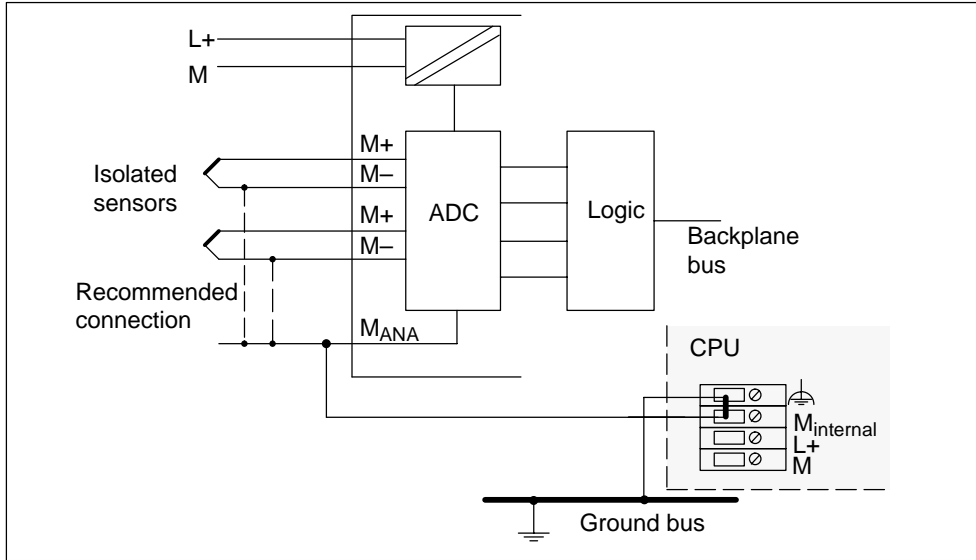 L+
M
M+
M–
Isolated
sensors
M+
M–
ADC
Logic
Backplane
bus
Recommended
connection
MANA
CPU
Minternal
L+
M
Ground bus